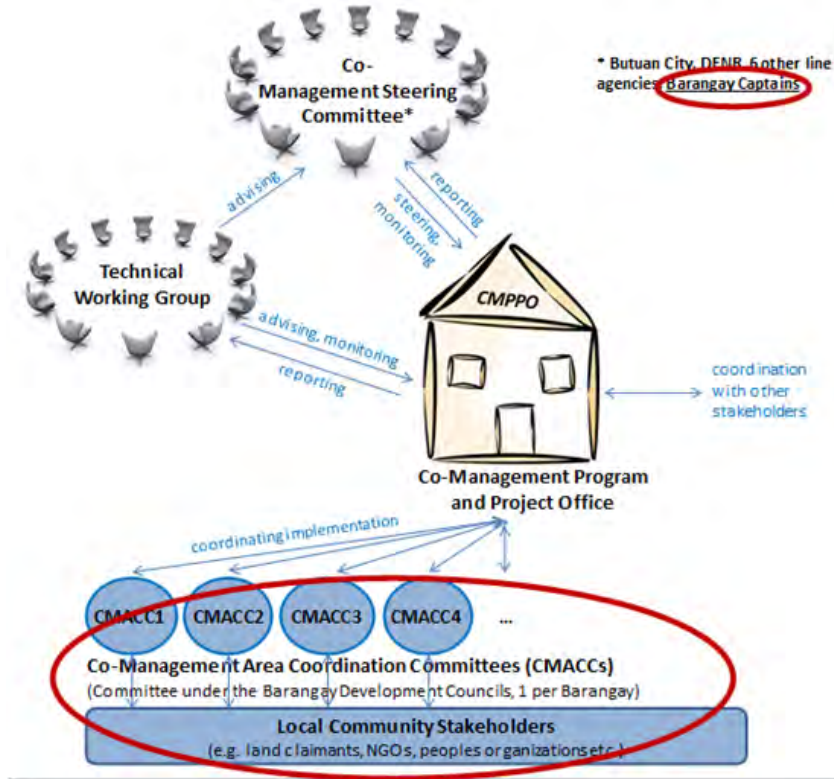 Co-
Management Steering
Committee*
* Butuan City, DENR, 6 other line
agencies, Barangay Captains
advising
reporting
steering,
monitoring
Technical
Working Group
CMPPO
advising, monitoring
reporting
coordination
with other
stakeholders
Co-Management Program
and Project Office
coordinating implementation
CMACC1
CMACC2
CMACC3
CMACC4
...
Co-Management Area Coordination Committees (CMACCs)
(Committee under the Barangay Development Councils, 1 per Barangay)
Local Community Stakeholders
(e.g. land claimants, NGOs, peoples organizations etc.)